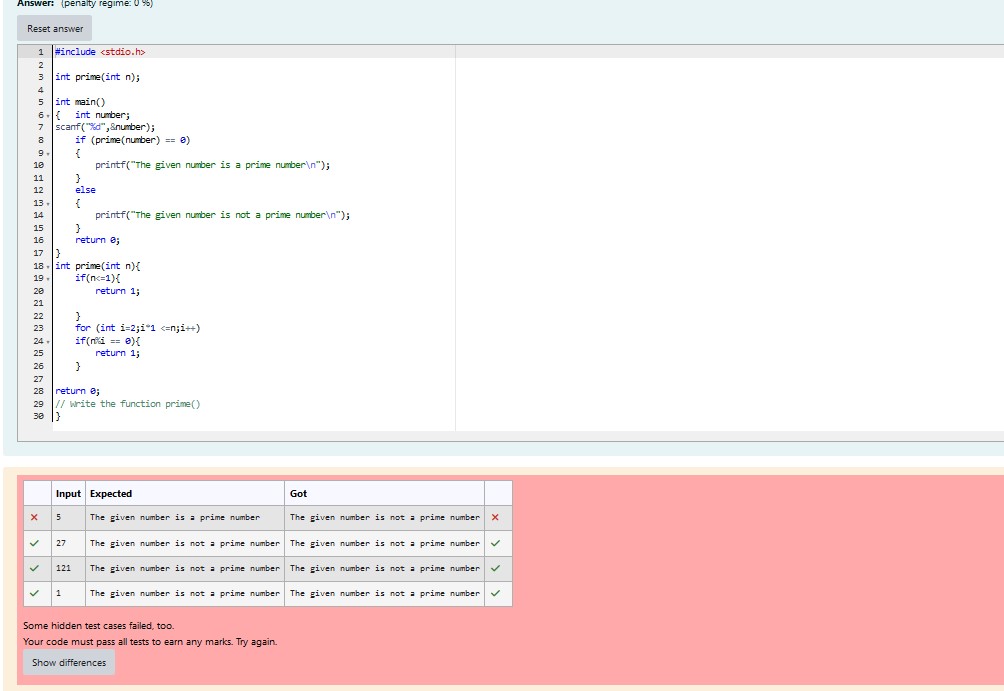 Answer: (penalty regime: 0 %)
Reset answer
1 #include <stdio.h>
2
3 int prime(int n);
4
5 int main()
6 { int number;
7 scanf("%d",&number);
8 if (prime(number) == 0)
9 {
10 printf("The given number is a prime number\n");
11 }
12 else
13 {
14 printf("The given number is not a prime number\n");
15 }
16 return 0;
17 }
18 int prime(int n){
19 if(n<=1){
20 return 1;
21
22 }
23 for (int i=2;i*1 <=n;i++)
24 if(n%i == 0){
25 return 1;
26 }
27
28 return 0;
29 // Write the function prime()
30 }
Input Expected Got
✗ 5 The given number is a prime number The given number is not a prime number ✗
✓ 27 The given number is not a prime number The given number is not a prime number ✓
✓ 121 The given number is not a prime number The given number is not a prime number ✓
✓ 1 The given number is not a prime number The given number is not a prime number ✓
Some hidden test cases failed, too.
Your code must pass all tests to earn any marks. Try again.
Show differences